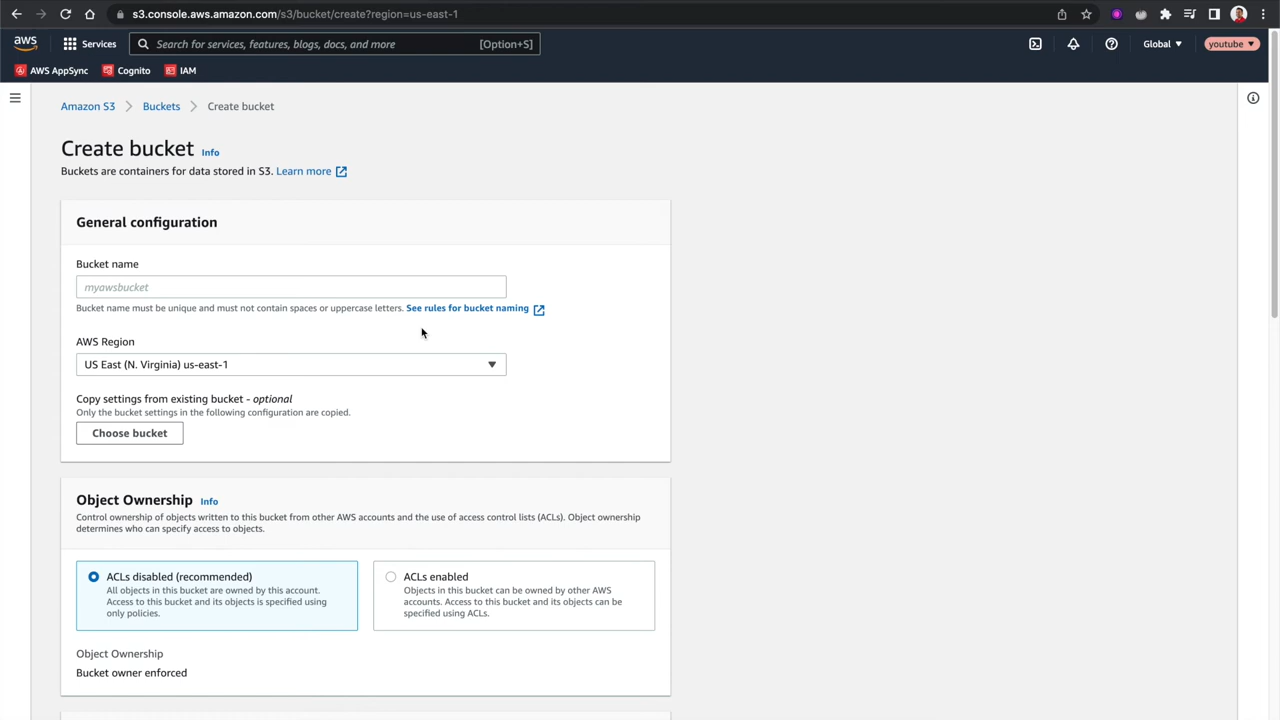 s3.console.aws.amazon.com/s3/bucket/create?region=us-east-1
aws Services Search for services, features, blogs, docs, and more [Option+S] Global youtube
AWS AppSync Cognito IAM
Amazon S3 Buckets Create bucket
Create bucket Info
Buckets are containers for data stored in S3. Learn more
General configuration
Bucket name
myawsbucket
Bucket name must be unique and must not contain spaces or uppercase letters. See rules for bucket naming
AWS Region
US East (N. Virginia) us-east-1
Copy settings from existing bucket - optional
Only the bucket settings in the following configuration are copied.
Choose bucket
Object Ownership Info
Control ownership of objects written to this bucket from other AWS accounts and the use of access control lists (ACLs). Object ownership
determines who can specify access to objects.
ACLs disabled (recommended)
All objects in this bucket are owned by this account.
Access to this bucket and its objects is specified using
only policies.
ACLs enabled
Objects in this bucket can be owned by other AWS
accounts. Access to this bucket and its objects can be
specified using ACLs.
Object Ownership
Bucket owner enforced